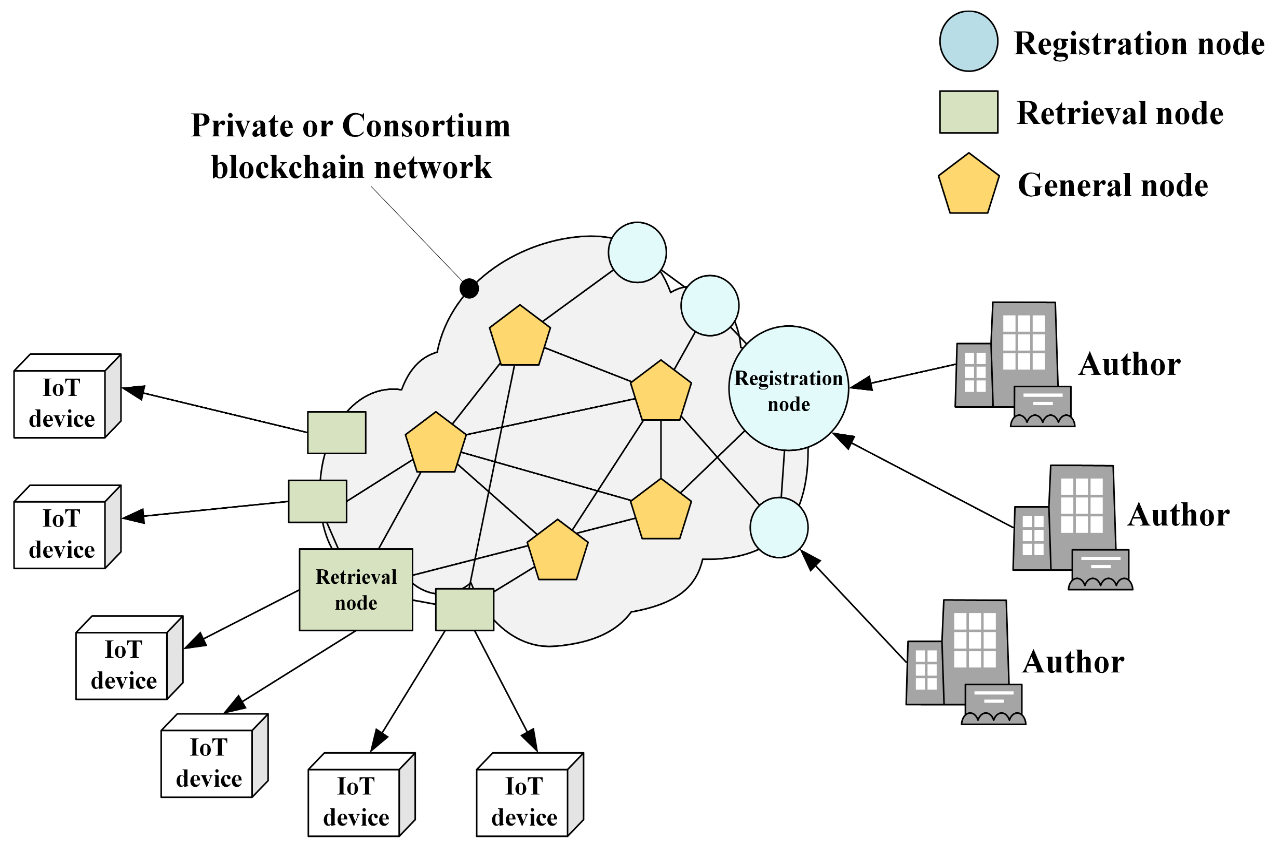 Registration node
Retrieval node
General node
Private or Consortium
blockchain network
Registration
node
Author
Author
Author
IoT
device
IoT
device
Retrieval
node
IoT
device
IoT
device
IoT
device
IoT
device